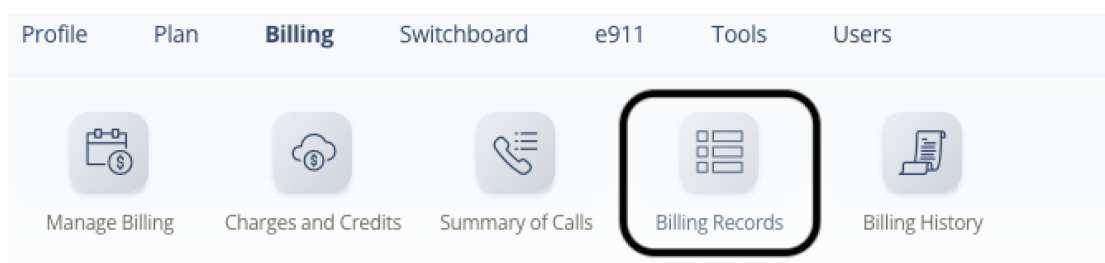 Profile Plan Billing Switchboard e911 Tools Users
Manage Billing Charges and Credits Summary of Calls Billing Records Billing History